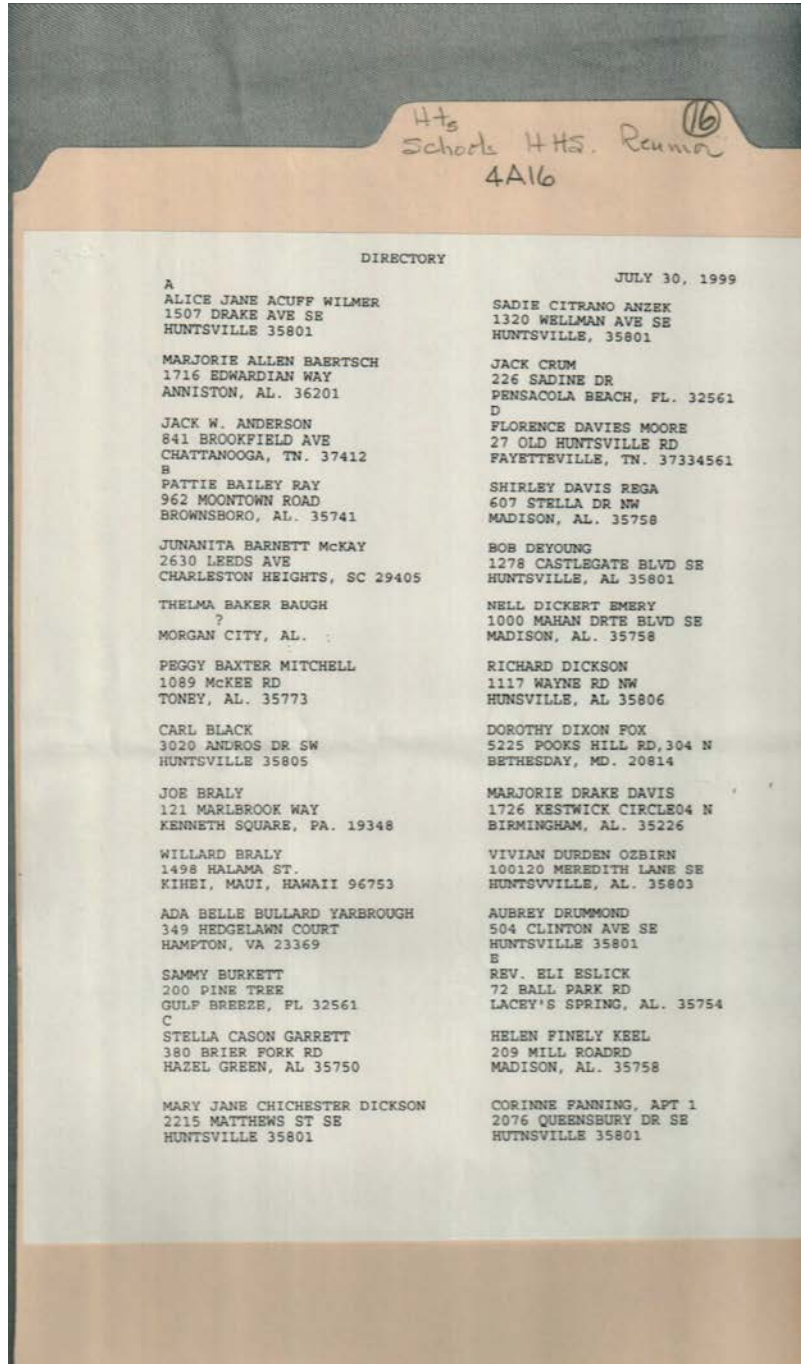 Hts
Schools HHS. Reunion
16
4A16
DIRECTORY
JULY 30, 1999
A
ALICE JANE ACUFF WILMER
1507 DRAKE AVE SE
HUNTSVILLE 35801
MARJORIE ALLEN BAERTSCH
1716 EDWARDIAN WAY
ANNISTON, AL. 36201
JACK W. ANDERSON
841 BROOKFIELD AVE
CHATTANOOGA, TN. 37412
B
PATTIE BAILEY RAY
962 MOONTOWN ROAD
BROWNSBORO, AL. 35741
JUNANITA BARNETT McKAY
2630 LEEDS AVE
CHARLESTON HEIGHTS, SC 29405
THELMA BAKER BAUGH
?
MORGAN CITY, AL.
PEGGY BAXTER MITCHELL
1089 McKEE RD
TONEY, AL. 35773
CARL BLACK
3020 ANDROS DR SW
HUNTSVILLE 35805
JOE BRALY
121 MARLBROOK WAY
KENNETH SQUARE, PA. 19348
WILLARD BRALY
1498 HALAMA ST.
KIHEI, MAUI, HAWAII 96753
ADA BELLE BULLARD YARBROUGH
349 HEDGELAWN COURT
HAMPTON, VA 23369
SAMMY BURKETT
200 PINE TREE
GULF BREEZE, FL 32561
C
STELLA CASON GARRETT
380 BRIER FORK RD
HAZEL GREEN, AL 35750
MARY JANE CHICHESTER DICKSON
2215 MATTHEWS ST SE
HUNTSVILLE 35801
SADIE CITRANO ANZEK
1320 WELLMAN AVE SE
HUNTSVILLE, 35801
JACK CRUM
226 SADINE DR
PENSACOLA BEACH, FL. 32561
D
FLORENCE DAVIES MOORE
27 OLD HUNTSVILLE RD
FAYETTEVILLE, TN. 37334561
SHIRLEY DAVIS REGA
607 STELLA DR NW
MADISON, AL. 35758
BOB DEYOUNG
1278 CASTLEGATE BLVD SE
HUNTSVILLE, AL 35801
NELL DICKERT EMERY
1000 MAHAN DRTE BLVD SE
MADISON, AL. 35758
RICHARD DICKSON
1117 WAYNE RD NW
HUNSVILLE, AL 35806
DOROTHY DIXON FOX
5225 POOKS HILL RD,304 N
BETHESDAY, MD. 20814
MARJORIE DRAKE DAVIS
1726 KESTWICK CIRCLE04 N
BIRMINGHAM, AL. 35226
VIVIAN DURDEN OZBIRN
100120 MEREDITH LANE SE
HUNTSVVILLE, AL. 35803
AUBREY DRUMMOND
504 CLINTON AVE SE
HUNTSVILLE 35801
E
REV. ELI ESLICK
72 BALL PARK RD
LACEY'S SPRING, AL. 35754
HELEN FINELY KEEL
209 MILL ROADRD
MADISON, AL. 35758
CORINNE FANNING, APT 1
2076 QUEENSBURY DR SE
HUTNSVILLE 35801